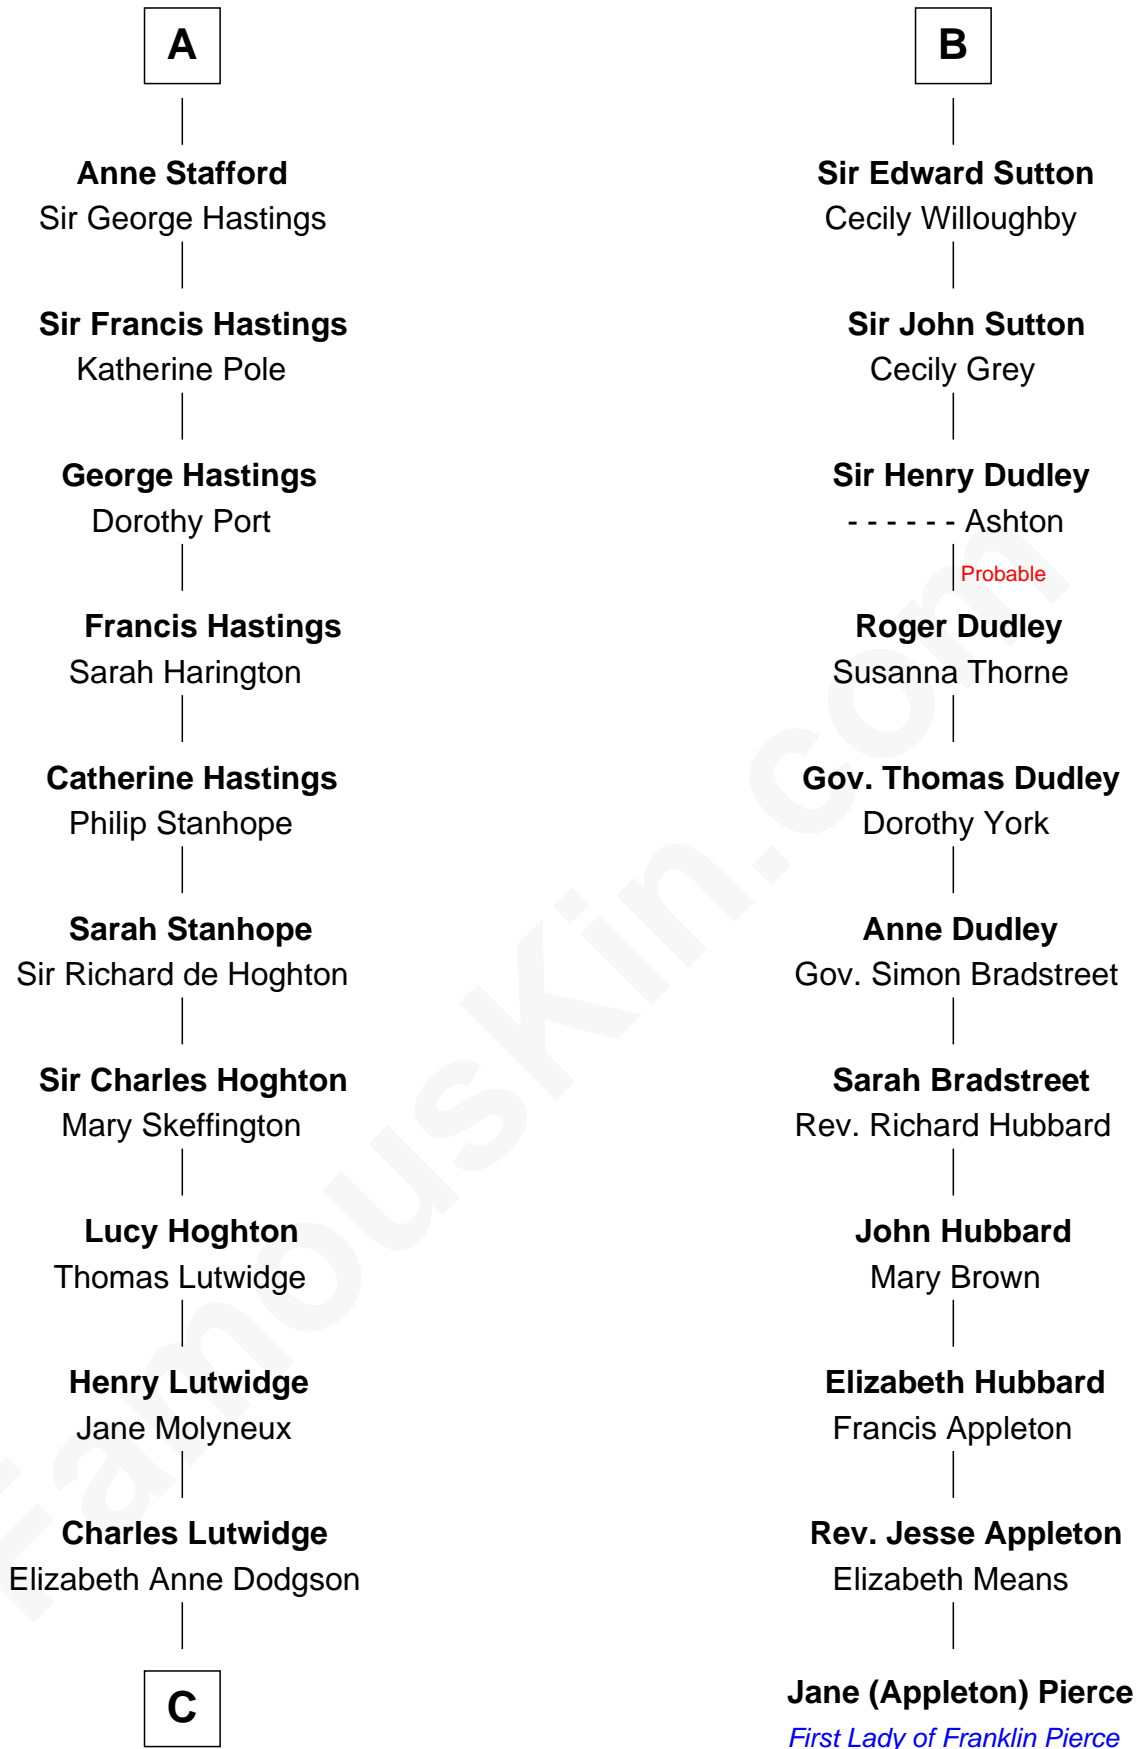 A
Anne Stafford
Sir George Hastings
Sir Francis Hastings
Katherine Pole
George Hastings
Dorothy Port
Francis Hastings
Sarah Harington
Catherine Hastings
Philip Stanhope
Sarah Stanhope
Sir Richard de Hoghton
Sir Charles Hoghton
Mary Skeffington
Lucy Hoghton
Thomas Lutwidge
Henry Lutwidge
Jane Molyneux
Charles Lutwidge
Elizabeth Anne Dodgson
C
B
Sir Edward Sutton
Cecily Willoughby
Sir John Sutton
Cecily Grey
Sir Henry Dudley
- - - - - - Ashton
Probable
Roger Dudley
Susanna Thorne
Gov. Thomas Dudley
Dorothy York
Anne Dudley
Gov. Simon Bradstreet
Sarah Bradstreet
Rev. Richard Hubbard
John Hubbard
Mary Brown
Elizabeth Hubbard
Francis Appleton
Rev. Jesse Appleton
Elizabeth Means
Jane (Appleton) Pierce
First Lady of Franklin Pierce
FamousKin.com